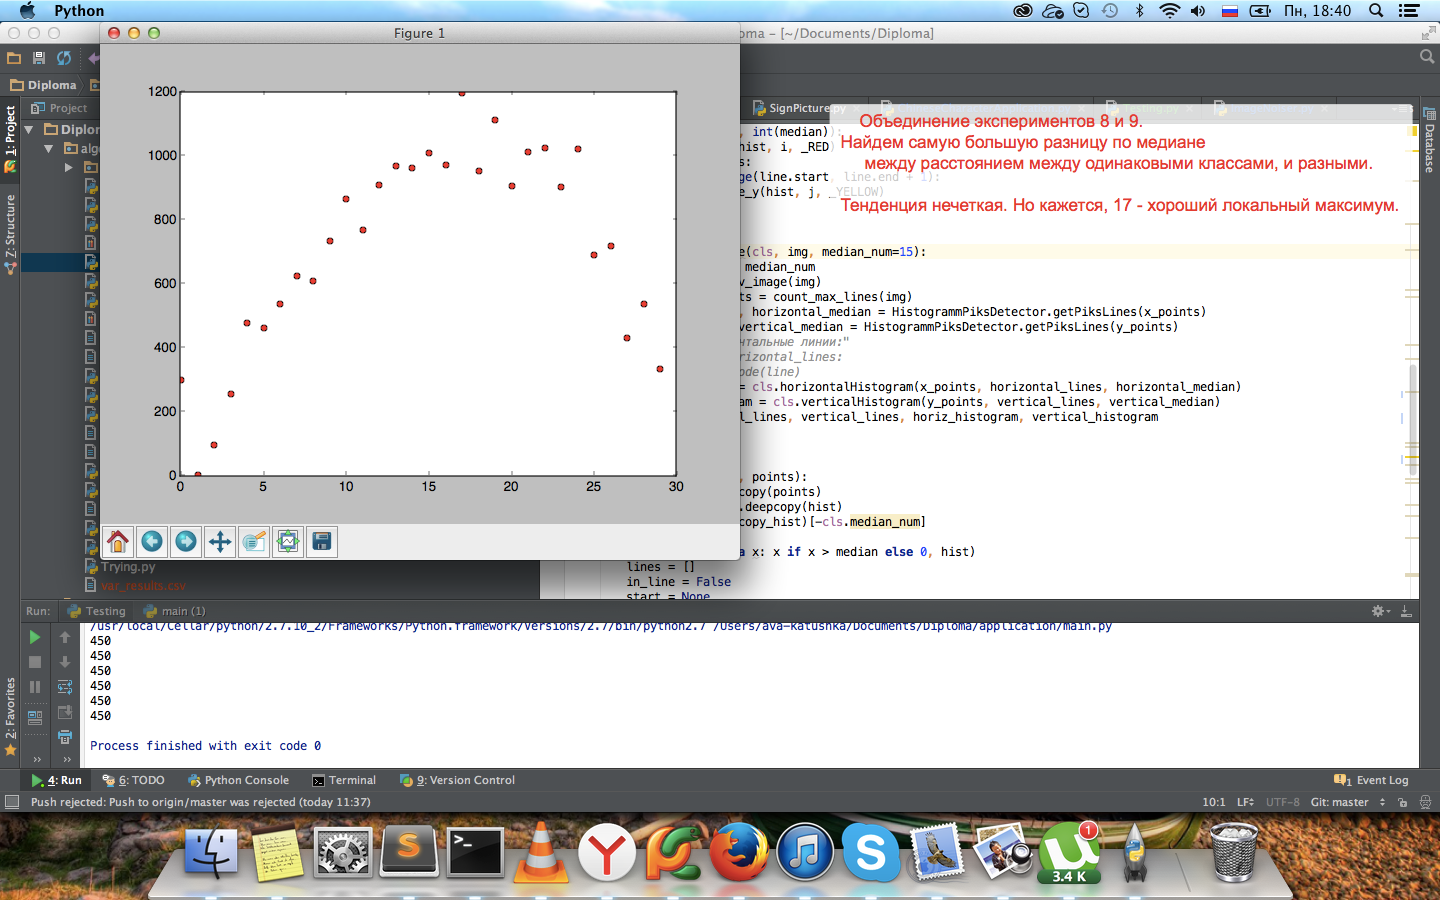 Python
Пн, 18:40
Figure 1
oma – [~/Documents/Diploma]
Diploma
Project
SignPicture.py
1: Project
Z: Structure
2: Favorites
Database
Diplom
algo
1200
1000
800
600
400
200
0
0 5 10 15 20 25 30
Объединение экспериментов 8 и 9.
Найдем самую большую разницу по медиане
между расстоянием между одинаковыми классами, и разными.
Тенденция нечеткая. Но кажется, 17 - хороший локальный максимум.
, int(median)):
hist, i, _RED)
s:
ge(line.start, line.end + 1):
e_y(hist, j, _YELLOW)
e(cls, img, median_num=15):
median_num
v_image(img)
ts = count_max_lines(img)
, horizontal_median = HistogrammPiksDetector.getPiksLines(x_points)
vertical_median = HistogrammPiksDetector.getPiksLines(y_points)
нтальные линии:"
rizontal_lines:
ode(line)
= cls.horizontalHistogram(x_points, horizontal_lines, horizontal_median)
am = cls.verticalHistogram(y_points, vertical_lines, vertical_median)
l_lines, vertical_lines, horiz_histogram, vertical_histogram
, points):
copy(points)
.deepcopy(hist)
copy_hist)[-cls.median_num]
a x: x if x > median else 0, hist)
lines = []
in_line = False
start = None
Trying.py
var_results.csv
Run: Testing main (1)
/usr/local/Cellar/python/2.7.10_2/Frameworks/Python.framework/Versions/2.7/bin/python2.7 /Users/ava-katushka/Documents/Diploma/application/main.py
450
450
450
450
450
450
Process finished with exit code 0
4: Run 6: TODO Python Console Terminal 9: Version Control 1 Event Log
Push rejected: Push to origin/master was rejected (today 11:37) 10:1 LF UTF-8 Git: master
S
>_
Y
S
1
3.4 K